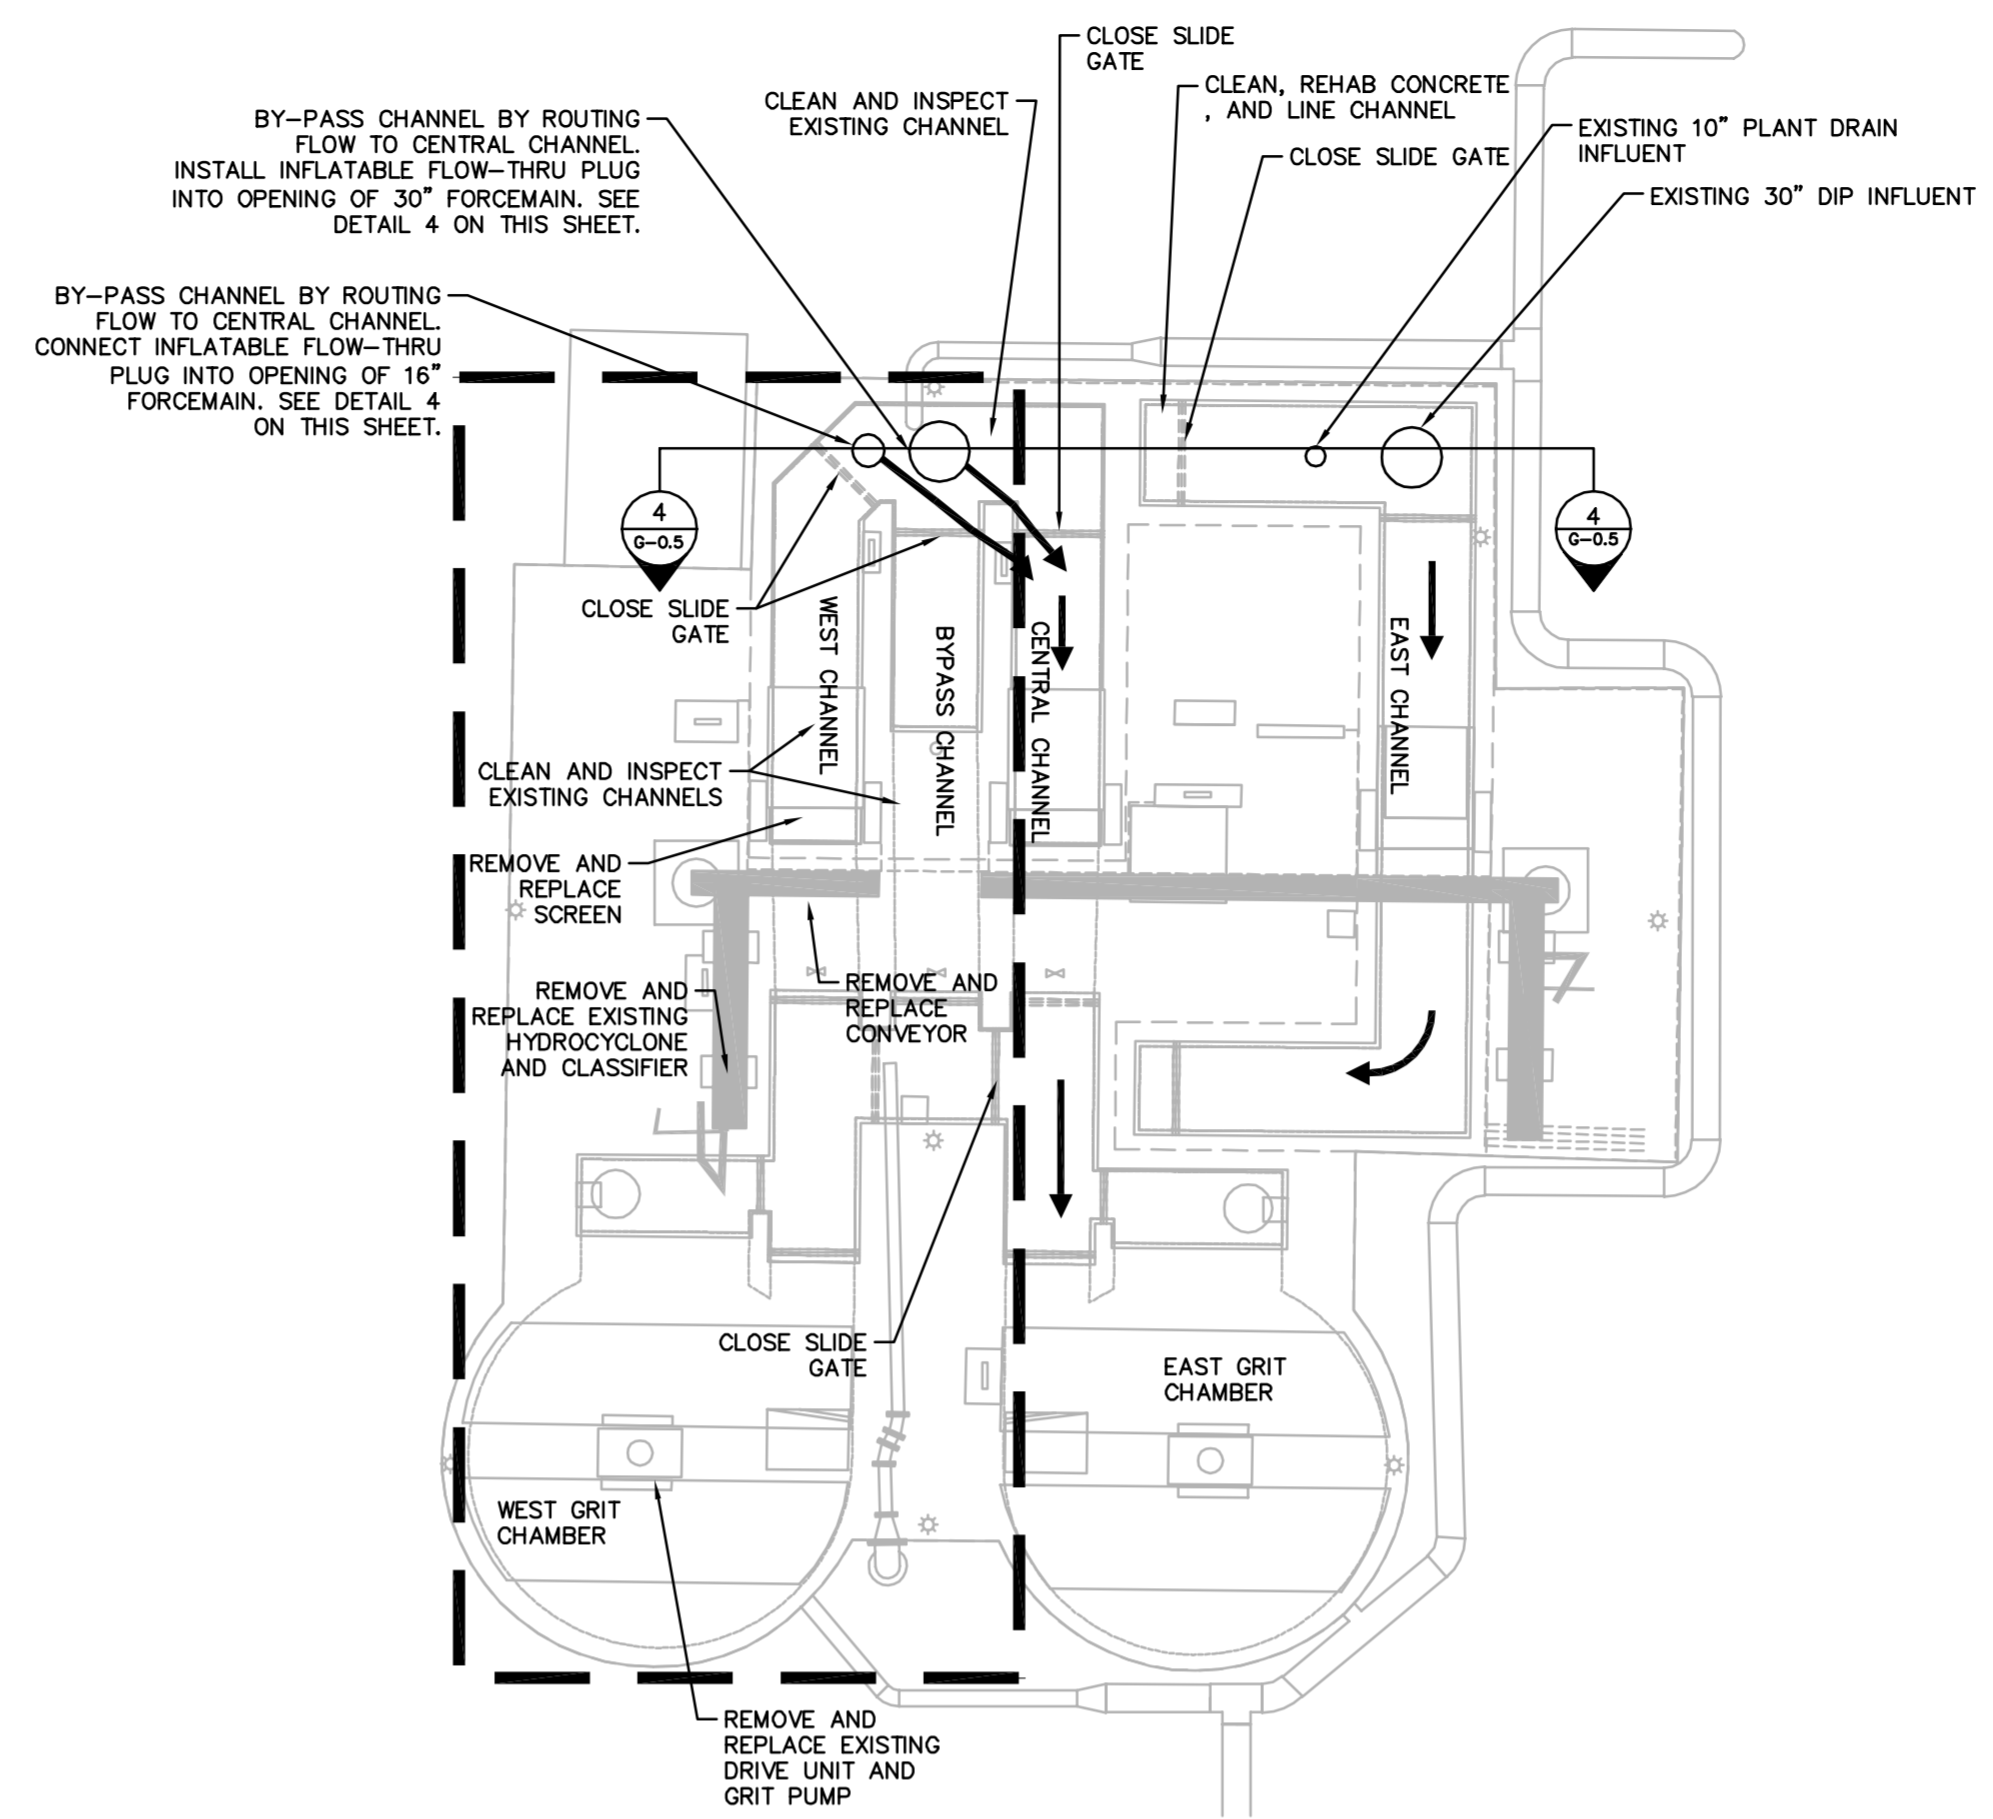 CLOSE SLIDE
GATE
CLEAN, REHAB CONCRETE
, AND LINE CHANNEL
CLEAN AND INSPECT
EXISTING CHANNEL
BY-PASS CHANNEL BY ROUTING
FLOW TO CENTRAL CHANNEL.
INSTALL INFLATABLE FLOW-THRU PLUG
INTO OPENING OF 30" FORCEMAIN. SEE
DETAIL 4 ON THIS SHEET.
EXISTING 10" PLANT DRAIN
INFLUENT
CLOSE SLIDE GATE
EXISTING 30" DIP INFLUENT
BY-PASS CHANNEL BY ROUTING
FLOW TO CENTRAL CHANNEL.
CONNECT INFLATABLE FLOW-THRU
PLUG INTO OPENING OF 16"
FORCEMAIN. SEE DETAIL 4
ON THIS SHEET.
4
G-0.5
4
G-0.5
CLOSE SLIDE
GATE
WEST CHANNEL
BYPASS CHANNEL
CENTRAL CHANNEL
EAST CHANNEL
CLEAN AND INSPECT
EXISTING CHANNELS
REMOVE AND
REPLACE
SCREEN
REMOVE AND
REPLACE
CONVEYOR
REMOVE AND
REPLACE EXISTING
HYDROCYCLONE
AND CLASSIFIER
CLOSE SLIDE
GATE
EAST GRIT
CHAMBER
WEST GRIT
CHAMBER
REMOVE AND
REPLACE EXISTING
DRIVE UNIT AND
GRIT PUMP